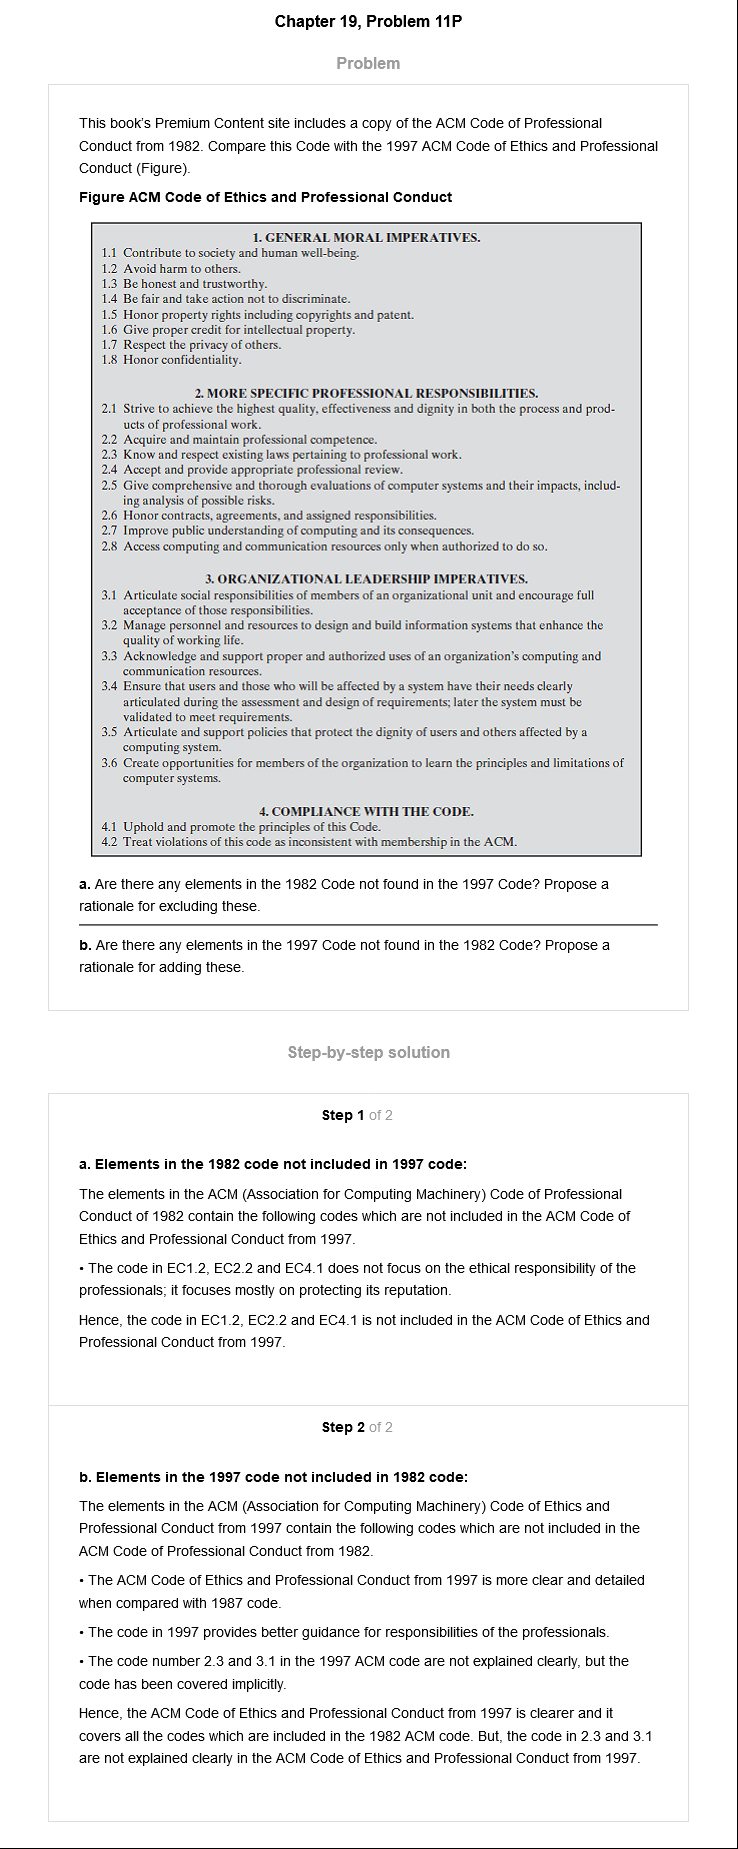 Chapter 19, Problem 11P
Problem
This book's Premium Content site includes a copy of the ACM Code of Professional
Conduct from 1982. Compare this Code with the 1997 ACM Code of Ethics and Professional
Conduct (Figure).
Figure ACM Code of Ethics and Professional Conduct
1. GENERAL MORAL IMPERATIVES.
1.1 Contribute to society and human well-being.
1.2 Avoid harm to others.
1.3 Be honest and trustworthy.
1.4 Be fair and take action not to discriminate.
1.5 Honor property rights including copyrights and patent.
1.6 Give proper credit for intellectual property.
1.7 Respect the privacy of others.
1.8 Honor confidentiality.
2. MORE SPECIFIC PROFESSIONAL RESPONSIBILITIES.
2.1 Strive to achieve the highest quality, effectiveness and dignity in both the process and prod-
ucts of professional work.
2.2 Acquire and maintain professional competence.
2.3 Know and respect existing laws pertaining to professional work.
2.4 Accept and provide appropriate professional review.
2.5 Give comprehensive and thorough evaluations of computer systems and their impacts, includ-
ing analysis of possible risks.
2.6 Honor contracts, agreements, and assigned responsibilities.
2.7 Improve public understanding of computing and its consequences.
2.8 Access computing and communication resources only when authorized to do so.
3. ORGANIZATIONAL LEADERSHIP IMPERATIVES.
3.1 Articulate social responsibilities of members of an organizational unit and encourage full
acceptance of those responsibilities.
3.2 Manage personnel and resources to design and build information systems that enhance the
quality of working life.
3.3 Acknowledge and support proper and authorized uses of an organization's computing and
communication resources.
3.4 Ensure that users and those who will be affected by a system have their needs clearly
articulated during the assessment and design of requirements; later the system must be
validated to meet requirements.
3.5 Articulate and support policies that protect the dignity of users and others affected by a
computing system.
3.6 Create opportunities for members of the organization to learn the principles and limitations of
computer systems.
4. COMPLIANCE WITH THE CODE.
4.1 Uphold and promote the principles of this Code.
4.2 Treat violations of this code as inconsistent with membership in the ACM.
a. Are there any elements in the 1982 Code not found in the 1997 Code? Propose a
rationale for excluding these.
b. Are there any elements in the 1997 Code not found in the 1982 Code? Propose a
rationale for adding these.
Step-by-step solution
Step 1 of 2
a. Elements in the 1982 code not included in 1997 code:
The elements in the ACM (Association for Computing Machinery) Code of Professional
Conduct of 1982 contain the following codes which are not included in the ACM Code of
Ethics and Professional Conduct from 1997.
• The code in EC1.2, EC2.2 and EC4.1 does not focus on the ethical responsibility of the
professionals; it focuses mostly on protecting its reputation.
Hence, the code in EC1.2, EC2.2 and EC4.1 is not included in the ACM Code of Ethics and
Professional Conduct from 1997.
Step 2 of 2
b. Elements in the 1997 code not included in 1982 code:
The elements in the ACM (Association for Computing Machinery) Code of Ethics and
Professional Conduct from 1997 contain the following codes which are not included in the
ACM Code of Professional Conduct from 1982.
• The ACM Code of Ethics and Professional Conduct from 1997 is more clear and detailed
when compared with 1987 code.
• The code in 1997 provides better guidance for responsibilities of the professionals.
• The code number 2.3 and 3.1 in the 1997 ACM code are not explained clearly, but the
code has been covered implicitly.
Hence, the ACM Code of Ethics and Professional Conduct from 1997 is clearer and it
covers all the codes which are included in the 1982 ACM code. But, the code in 2.3 and 3.1
are not explained clearly in the ACM Code of Ethics and Professional Conduct from 1997.